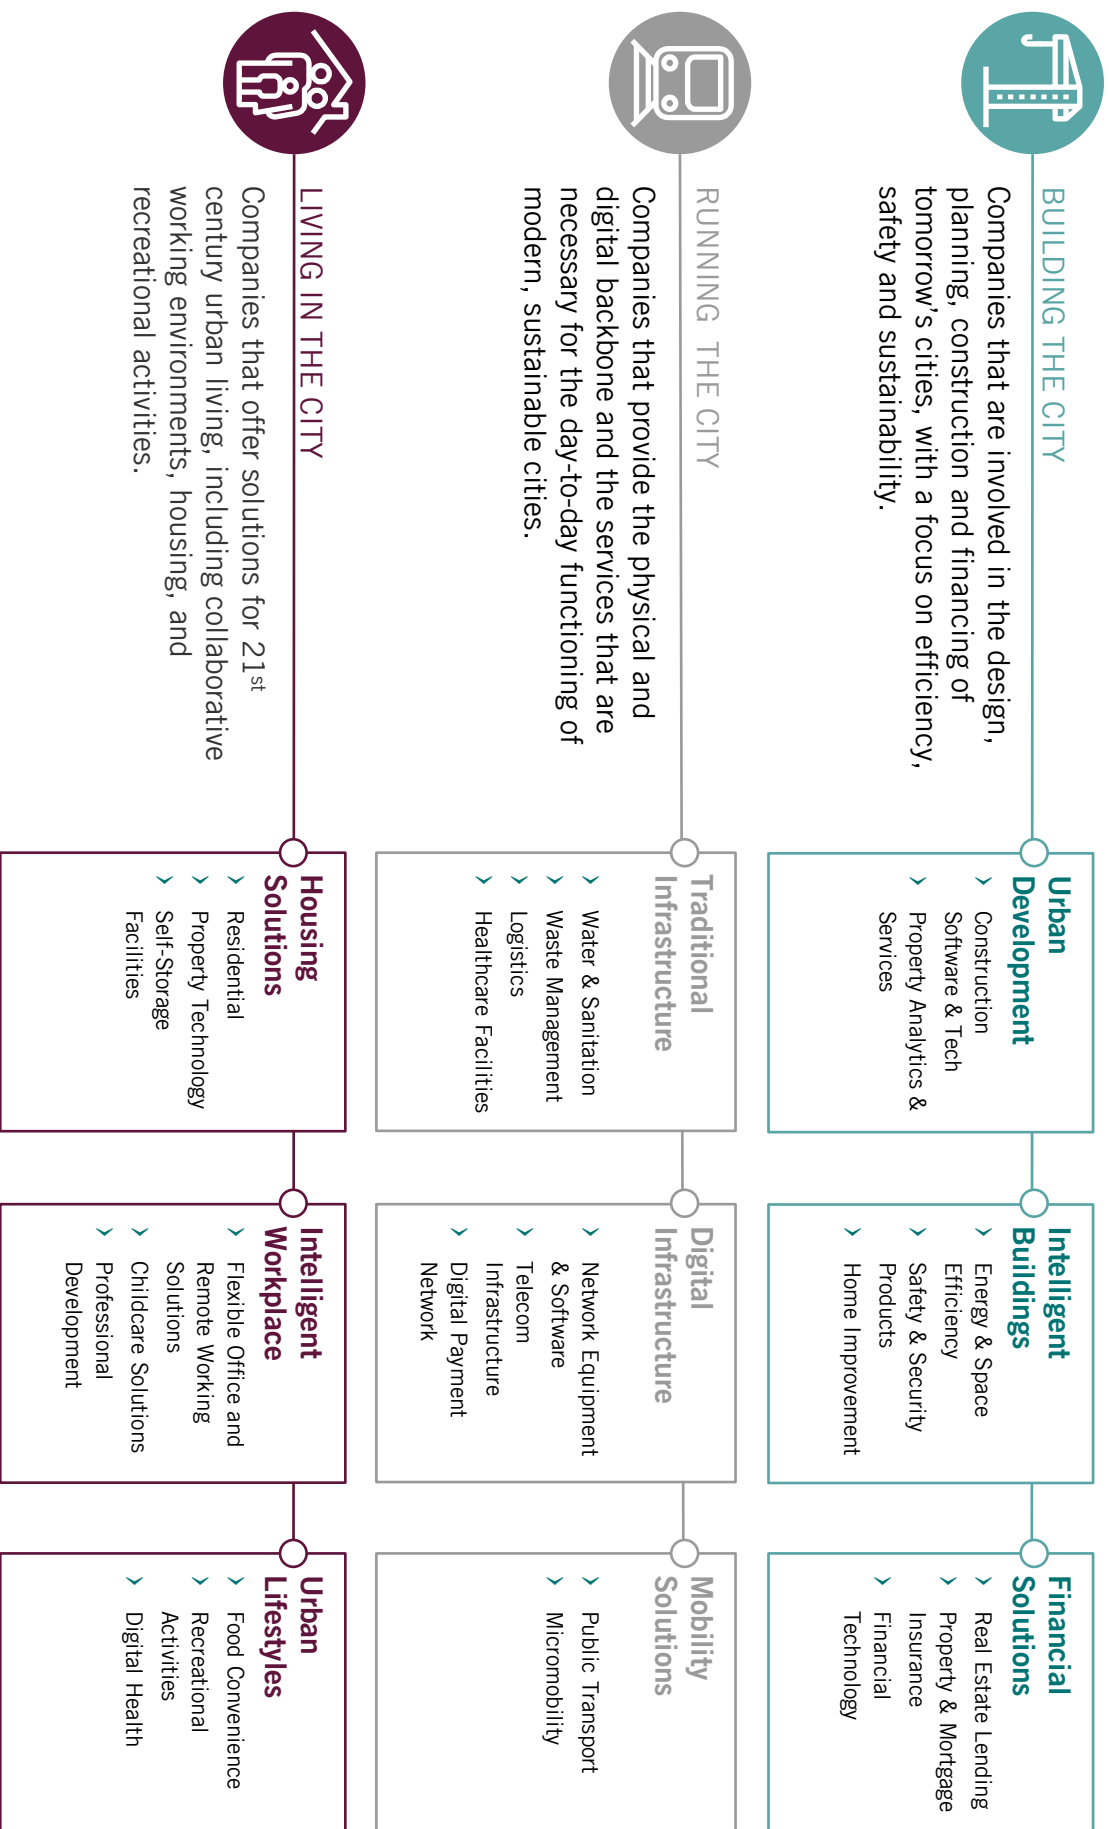 BUILDING THE CITY
Companies that are involved in the design,
planning, construction and financing of
tomorrow's cities, with a focus on efficiency,
safety and sustainability.
Urban
Development
Construction
Software & Tech
Property Analytics &
Services
Intelligent
Buildings
Energy & Space
Efficiency
Safety & Security
Products
Home Improvement
Financial
Solutions
Real Estate Lending
Property & Mortgage
Insurance
Financial
Technology
RUNNING THE CITY
Companies that provide the physical and
digital backbone and the services that are
necessary for the day-to-day functioning of
modern, sustainable cities.
Traditional
Infrastructure
Water & Sanitation
Waste Management
Logistics
Healthcare Facilities
Digital
Infrastructure
Network Equipment
& Software
Telecom
Infrastructure
Digital Payment
Network
Mobility
Solutions
Public Transport
Micromobility
LIVING IN THE CITY
Companies that offer solutions for 21st
century urban living, including collaborative
working environments, housing, and
recreational activities.
Housing
Solutions
Residential
Property Technology
Self-Storage
Facilities
Intelligent
Workplace
Flexible Office and
Remote Working
Solutions
Childcare Solutions
Professional
Development
Urban
Lifestyles
Food Convenience
Recreational
Activities
Digital Health